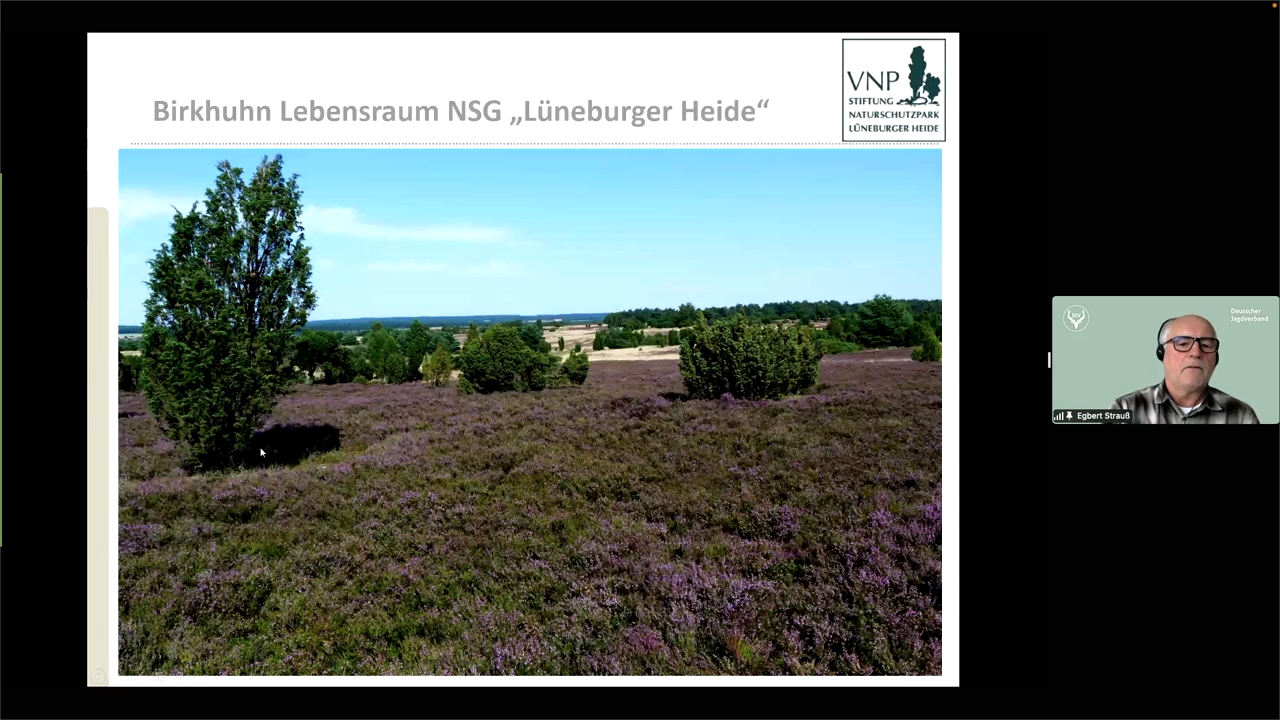 Birkhuhn Lebensraum NSG „Lüneburger Heide“
VNP
STIFTUNG
NATURSCHUTZPARK
LÜNEBURGER HEIDE
Deutscher
Jagdverband
Egbert Strauß